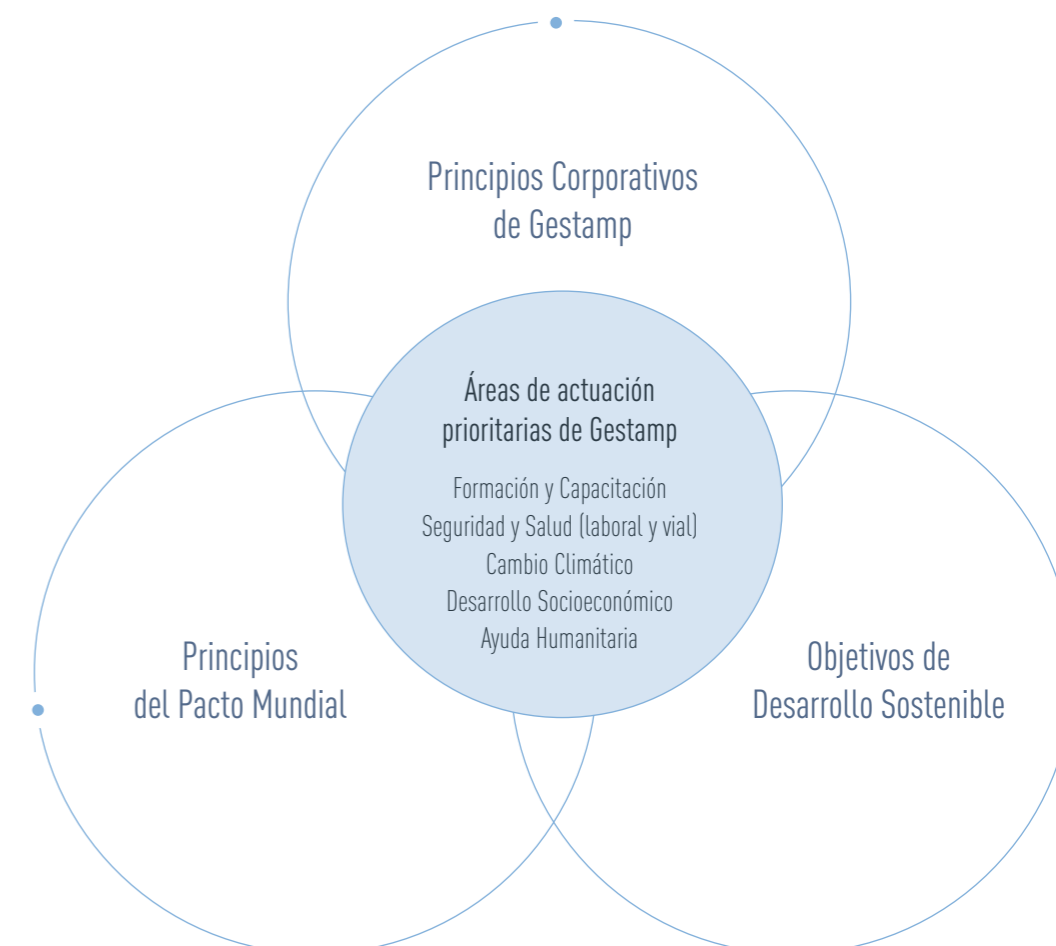 Principios Corporativos
de Gestamp
Áreas de actuación
prioritarias de Gestamp
Formación y Capacitación
Seguridad y Salud (laboral y vial)
Cambio Climático
Desarrollo Socioeconómico
Ayuda Humanitaria
Principios
del Pacto Mundial
Objetivos de
Desarrollo Sostenible